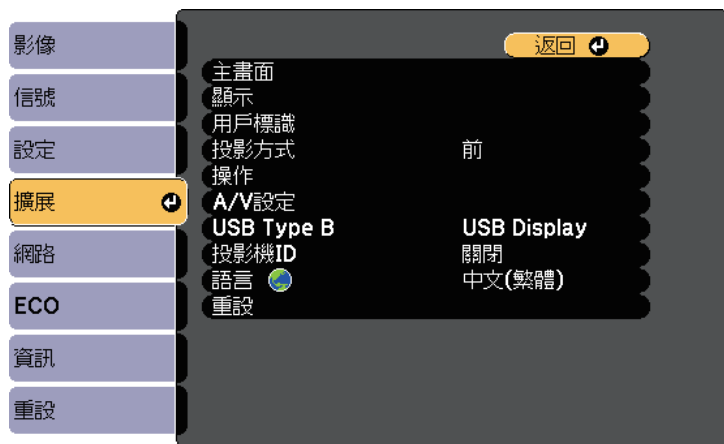 影像
信號
設定
擴展
網路
ECO
資訊
重設
返回
主畫面
顯示
用戶標識
投影方式 前
操作
A/V設定
USB Type B USB Display
投影機ID 關閉
語言 中文(繁體)
重設